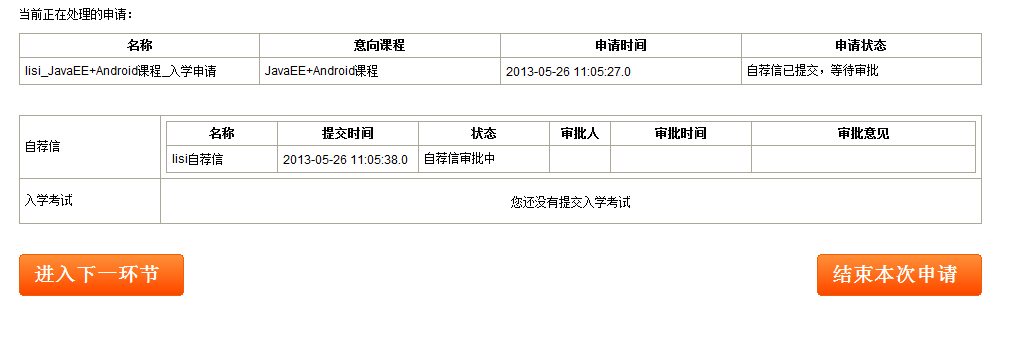 当前正在处理的申请：
名称 意向课程 申请时间 申请状态
lisi_JavaEE+Android课程_入学申请 JavaEE+Android课程 2013-05-26 11:05:27.0 自荐信已提交，等待审批
名称 提交时间 状态 审批人 审批时间 审批意见
自荐信
lisi自荐信 2013-05-26 11:05:38.0 自荐信审批中
入学考试 您还没有提交入学考试
进入下一环节 结束本次申请